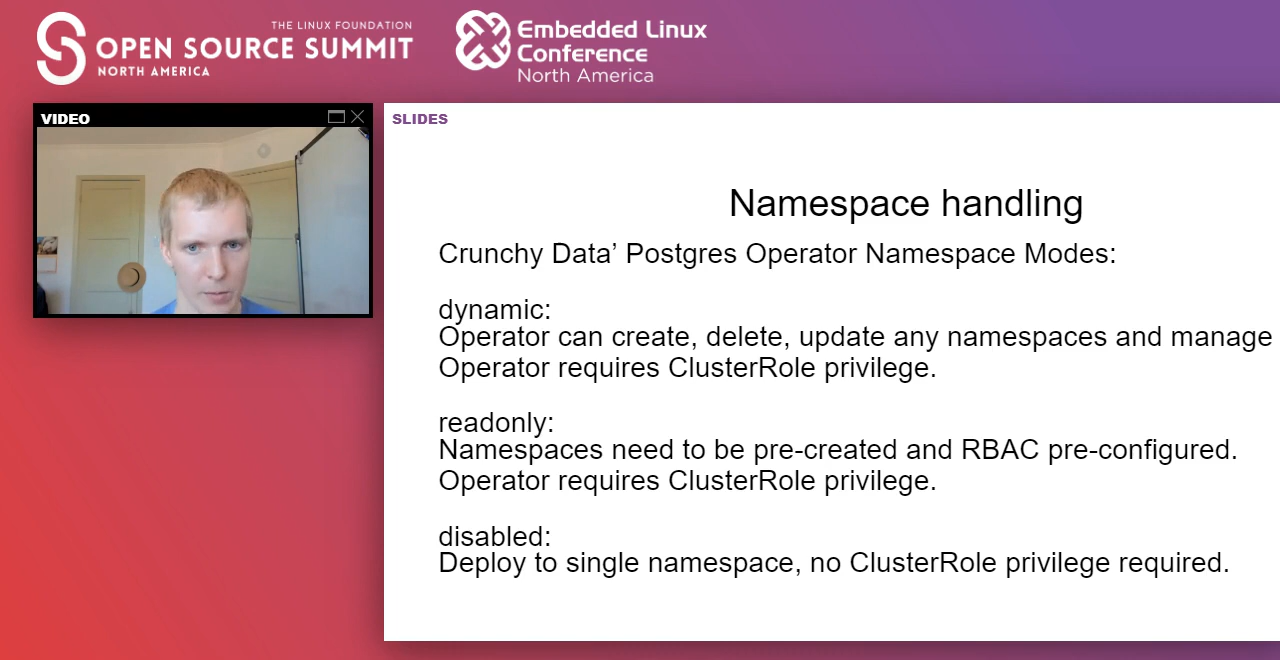 THE LINUX FOUNDATION
OPEN SOURCE SUMMIT
NORTH AMERICA
Embedded Linux
Conference
North America
VIDEO
SLIDES
Namespace handling
Crunchy Data’ Postgres Operator Namespace Modes:
dynamic:
Operator can create, delete, update any namespaces and manage
Operator requires ClusterRole privilege.
readonly:
Namespaces need to be pre-created and RBAC pre-configured.
Operator requires ClusterRole privilege.
disabled:
Deploy to single namespace, no ClusterRole privilege required.